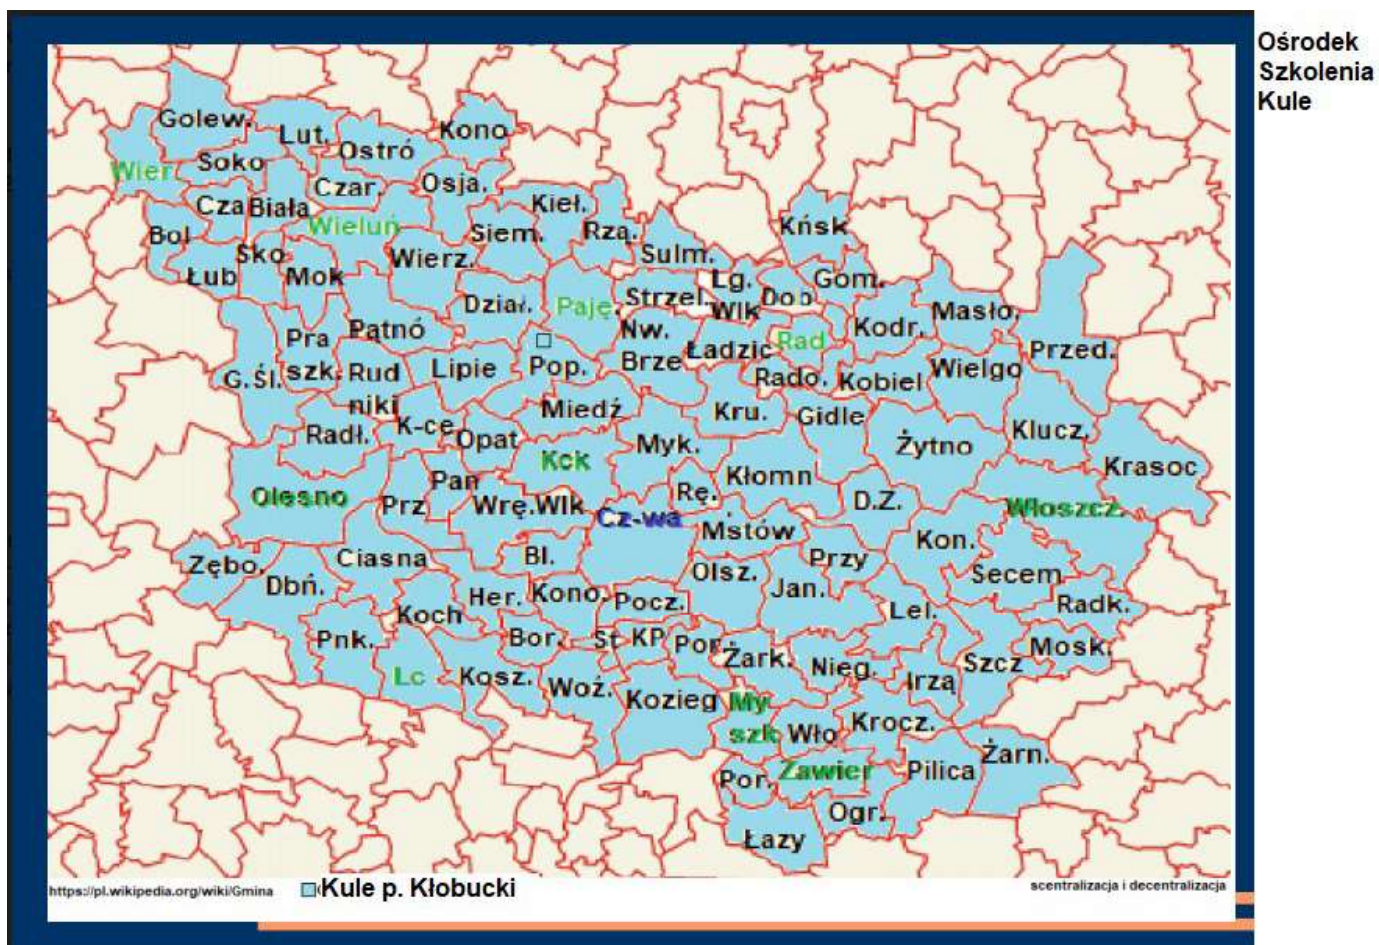 Ośrodek
Szkolenia
Kule
Golew.
Lut.
Kono
Ostró
Wier
Soko
Czar.
Osja.
Cza
Biała
Kieł.
Bol
Wieluń
Siem.
Rzą.
Kńsk
Sko
Wierz.
Sulm.
Łub
Mok
Lg.
Gom.
Dział.
Paję.
Strzel.
Wlk
Dob
Masło.
Pra
Pątnó
Nw.
Rad
Kodr.
szk.
Lipie
Pop.
Brze
Ładzic
Przed.
G.Śl.
Rud
Rado.
Kobiel
Wielgo
niki
Miedź
Kru.
Gidle
Radł.
K-ce
Opat
Myk.
Żytno
Klucz.
Kck
Krasoc
Olesno
Pan
Rę.
Kłomn
Prz
Wrę.Wlk
Cz-wa
D.Z.
Włoszcz.
Mstów
Zębo.
Ciasna
Bl.
Przy
Kon.
Dbń.
Olsz.
Jan.
Secem
Koch
Her.
Kono.
Pocz.
Lel.
Radk.
Pnk.
Bor.
St
KP
Por
Żark.
Nieg.
Szcz
Mosk.
Lc
Kosz.
Woź.
Kozieg
Irzą
My
szk
Wło
Krocz.
Por.
Zawier
Pilica
Żarn.
Ogr.
Łazy
https://pl.wikipedia.org/wiki/Gmina
Kule p. Kłobucki
scentralizacja i decentralizacja